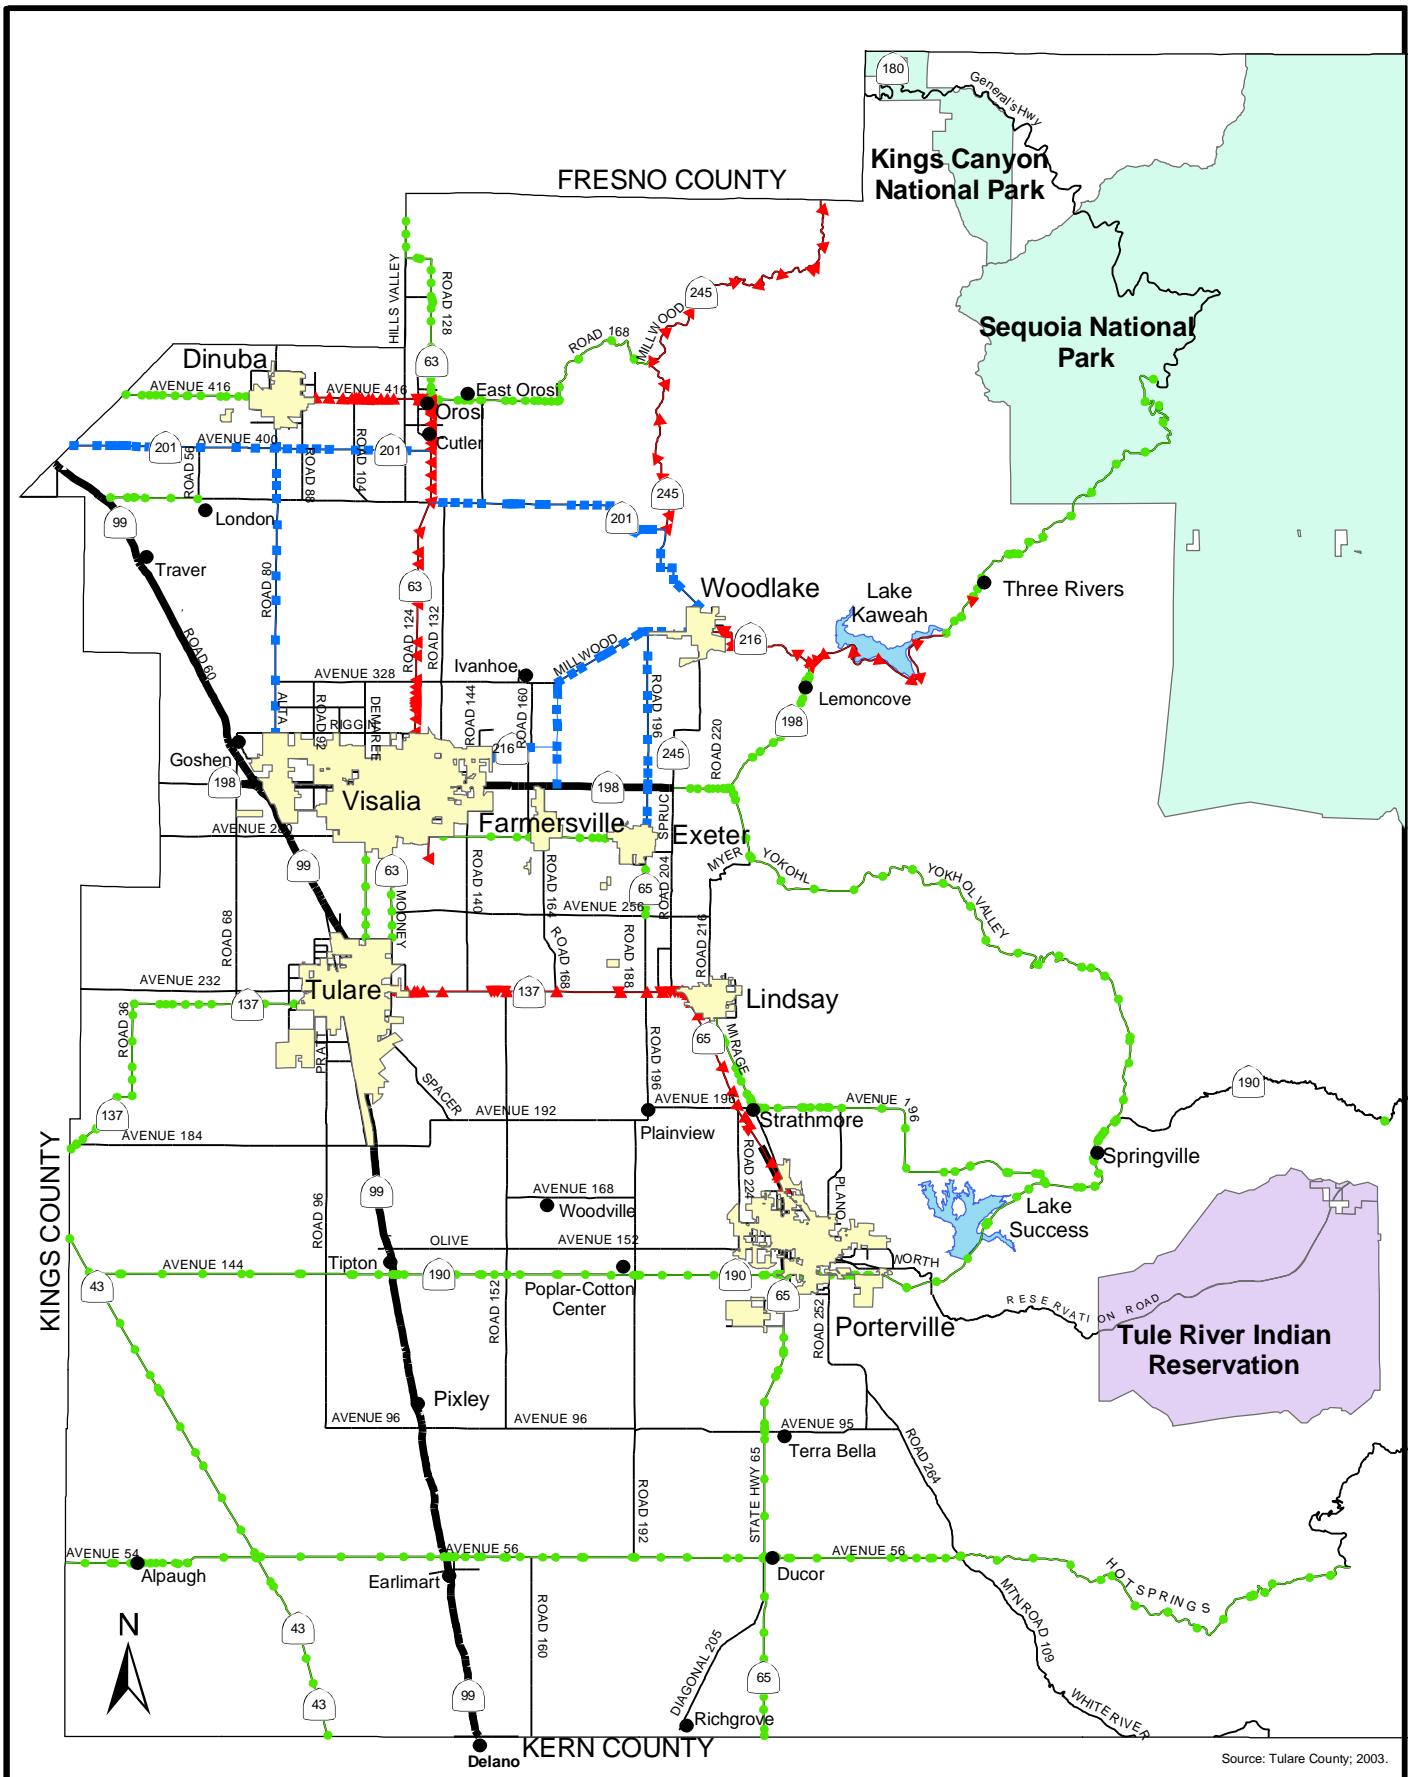 180
General's Hwy
Kings Canyon
National Park
FRESNO COUNTY
HILLS VALLEY
ROAD 128
245
MILLWOOD
ROAD 168
Sequoia National
Park
63
Dinuba
AVENUE 416
AVENUE 416
East Orosi
Orosi
Cutler
AVENUE 400
201
201
ROAD 56
ROAD 88
ROAD 104
245
201
London
99
Traver
ROAD 80
63
Woodlake
Lake
Kaweah
Three Rivers
ROAD 60
ROAD 124
ROAD 132
216
Ivanhoe
MILLWOOD
AVENUE 328
Lemoncove
ALTA
ROAD 92
RIGGIN
DEMAREE
ROAD 144
ROAD 160
ROAD 196
198
ROAD 220
216
245
Goshen
198
198
Visalia
SPRUC
Farmersville
Exeter
AVENUE 280
99
63
MYER
YOKOHL
YOKHOL VALLEY
MOONEY
ROAD 140
ROAD 164
65
ROAD 204
AVENUE 256
ROAD 68
ROAD 168
ROAD 188
ROAD 216
AVENUE 232
Tulare
137
137
Lindsay
ROAD 36
PRATT
65
MIRAGE
SPACER
ROAD 196
190
137
AVENUE 192
AVENUE 196
AVENUE 196
Strathmore
Plainview
AVENUE 184
Springville
ROAD 224
99
AVENUE 168
PLANO
Woodville
ROAD 96
Lake
Success
KINGS COUNTY
OLIVE
AVENUE 152
Tipton
AVENUE 144
190
190
WORTH
43
Poplar-Cotton
Center
65
ROAD 152
ROAD 252
RESERVATION ROAD
Porterville
Tule River Indian
Reservation
Pixley
AVENUE 96
AVENUE 96
AVENUE 95
Terra Bella
ROAD 264
STATE HWY 65
ROAD 192
AVENUE 54
AVENUE 56
AVENUE 56
Alpaugh
Earlimart
Ducor
HOT SPRINGS
N
43
ROAD 160
MTN ROAD 109
DIAGONAL 205
65
43
99
WHITE RIVER
Richgrove
KERN COUNTY
Delano
Source: Tulare County; 2003.